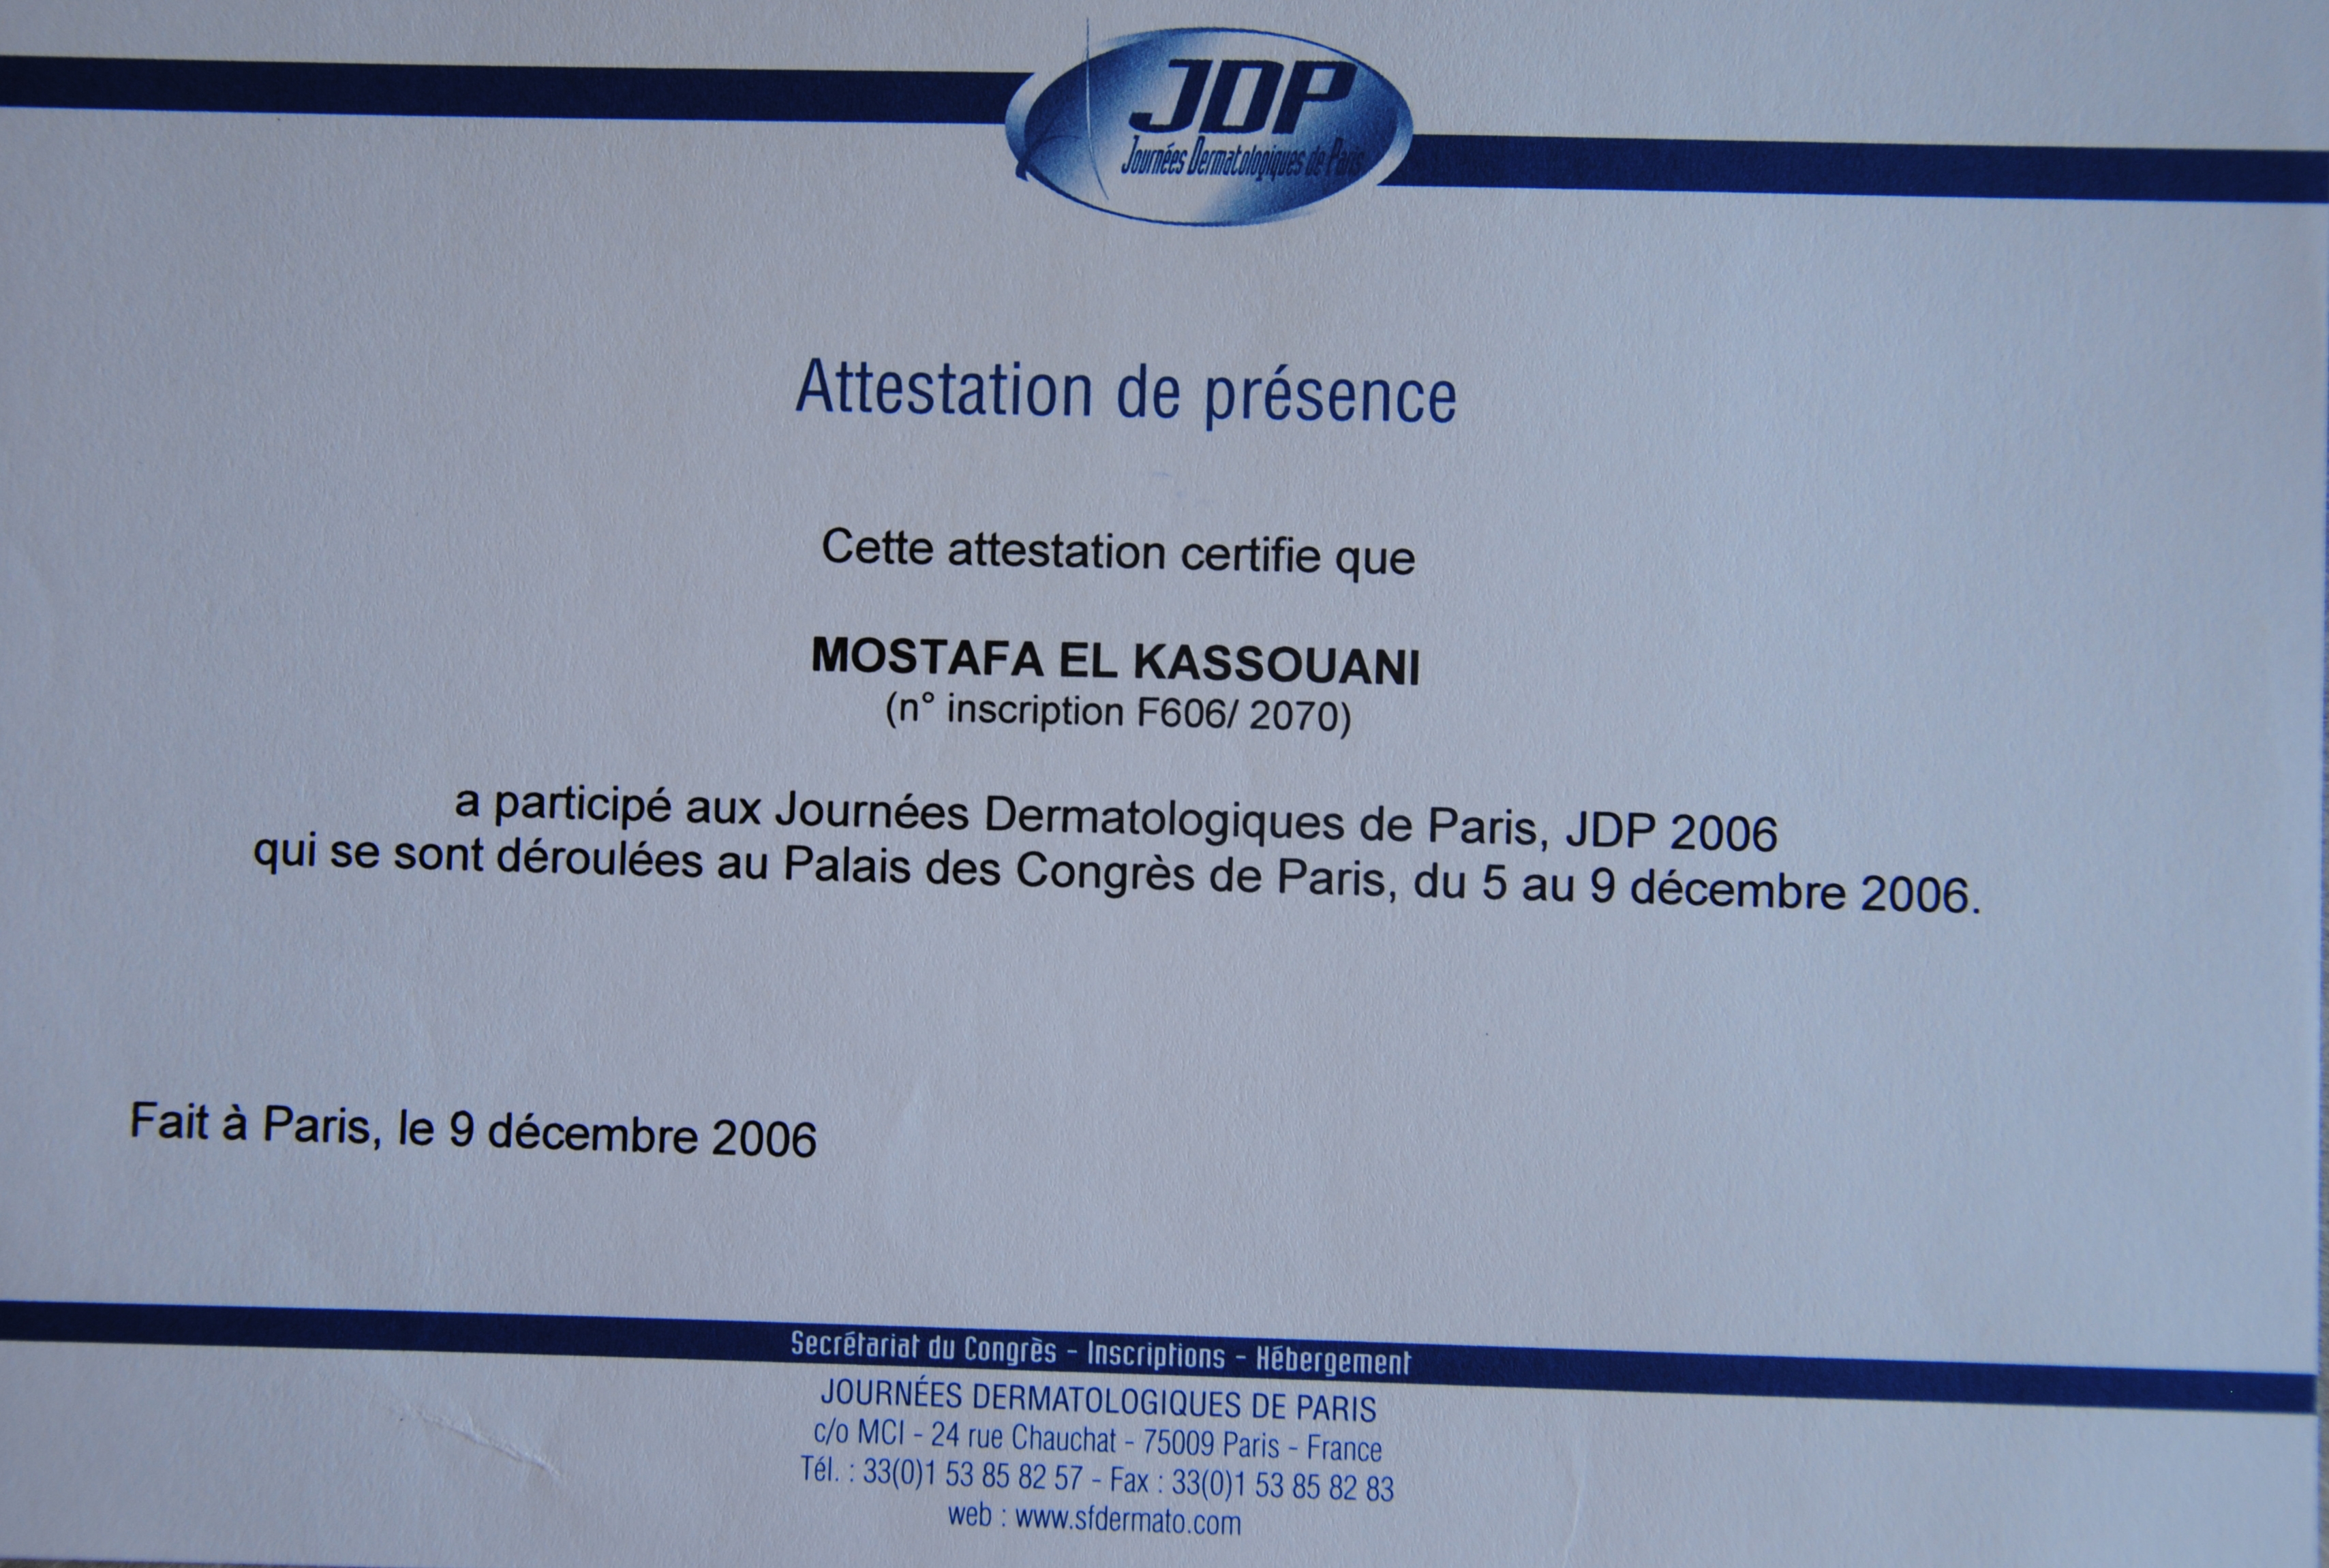 JDP
Journées Dermatologiques de Paris
Attestation de présence
Cette attestation certifie que
MOSTAFA EL KASSOUANI
(n° inscription F606/ 2070)
a participé aux Journées Dermatologiques de Paris, JDP 2006
qui se sont déroulées au Palais des Congrès de Paris, du 5 au 9 décembre 2006.
Fait à Paris, le 9 décembre 2006
Secrétariat du Congrès - Inscriptions - Hébergement
JOURNÉES DERMATOLOGIQUES DE PARIS
c/o MCI - 24 rue Chauchat - 75009 Paris - France
Tél. : 33(0)1 53 85 82 57 - Fax : 33(0)1 53 85 82 83
web : www.sfdermato.com